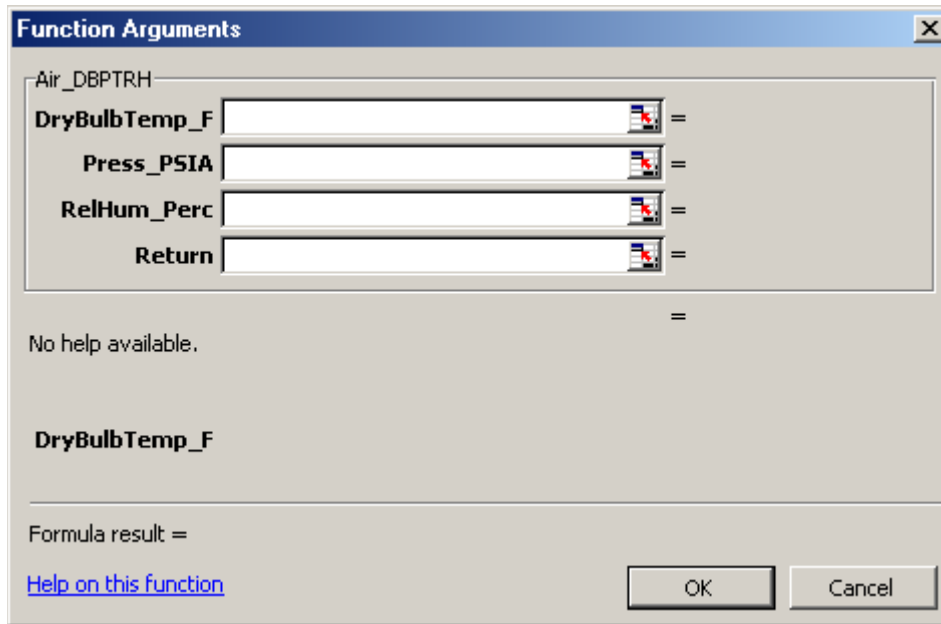 Function Arguments
Air_DBPTRH
DryBulbTemp_F =
Press_PSIA =
RelHum_Perc =
Return =
=
No help available.
DryBulbTemp_F
Formula result =
Help on this function
OK Cancel